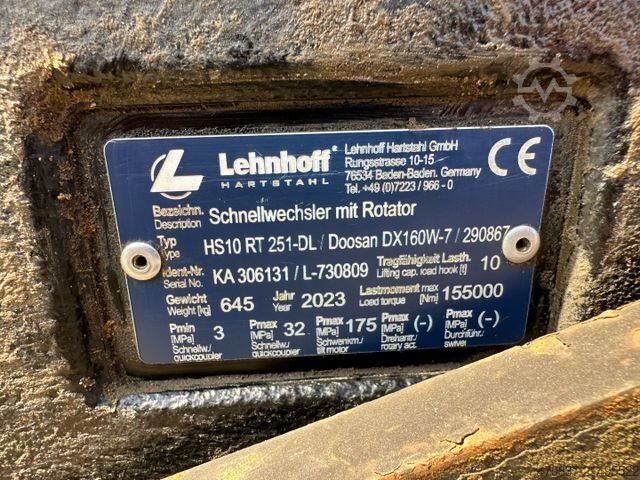 Lehnhoff®
HARTSTAHL
Lehnhoff Hartstahl GmbH
Rungsstrasse 10-15
76534 Baden-Baden. Germany
Tel. +49 (0)7223 / 966 - 0
CE
Bezeichn.
Description
Schnellwechsler mit Rotator
Typ
Type
HS10 RT 251-DL / Doosan DX160W-7 / 290867
Ident-Nr.
Serial No.
KA 306131 / L-730809
Tragfähigkeit Lasth.
Lifting cap. load hook [t]
10
Gewicht
Weight [kg]
645
Jahr
Year
2023
Lastmoment max
Load torque [Nm]
155000
Pmin
[MPa]
3
Schnellw./
quickcoupler
Pmax
[MPa]
32
Schnellw./
quickcoupler
Pmax
[MPa]
175
Schwenkm./
tilt motor
Pmax
[MPa]
(-)
Drehantr./
rotary act.
Pmax
[MPa]
(-)
Durchführ./
swivel